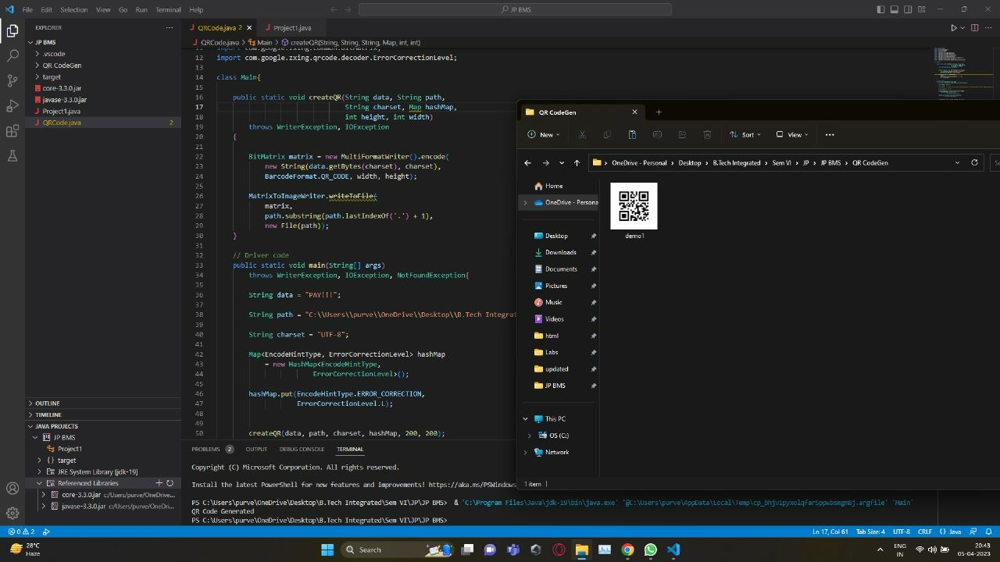 File Edit Selection View Go Run Terminal Help
JP BMS
EXPLORER
JP BMS
.vscode
QR CodeGen
target
core-3.3.0.jar
javase-3.3.0.jar
Project1.java
QRCode.java 2
OUTLINE
TIMELINE
JAVA PROJECTS
JP BMS
Project1
{} target
JRE System Library [jdk-19]
Referenced Libraries
core-3.3.0.jar c:/Users/purve/OneDrive...
javase-3.3.0.jar c:/Users/purve/OneDri...
QRCode.java 2
Project1.java
QRCode.java > Main > createQR(String, String, String, Map, int, int)
11 import com.google.zxing.common.BitMatrix;
12 import com.google.zxing.qrcode.decoder.ErrorCorrectionLevel;
13
14 class Main{
15
16 public static void createQR(String data, String path,
17 String charset, Map hashMap,
18 int height, int width)
19 throws WriterException, IOException
20 {
21
22 BitMatrix matrix = new MultiFormatWriter().encode(
23 new String(data.getBytes(charset), charset),
24 BarcodeFormat.QR_CODE, width, height);
25
26 MatrixToImageWriter.writeToFile(
27 matrix,
28 path.substring(path.lastIndexOf('.') + 1),
29 new File(path));
30 }
31
32 // Driver code
33 public static void main(String[] args)
34 throws WriterException, IOException, NotFoundException{
35
36 String data = "PAY!!!";
37
38 String path = "C:\\Users\\purve\\OneDrive\\Desktop\\B.Tech Integrat
39
40 String charset = "UTF-8";
41
42 Map<EncodeHintType, ErrorCorrectionLevel> hashMap
43 = new HashMap<EncodeHintType,
44 ErrorCorrectionLevel>();
45
46 hashMap.put(EncodeHintType.ERROR_CORRECTION,
47 ErrorCorrectionLevel.L);
48
49
50 createQR(data, path, charset, hashMap, 200, 200);
QR CodeGen
New
Sort
View
OneDrive - Personal > Desktop > B.Tech Integrated > Sem VI > JP > JP BMS > QR CodeGen
Home
OneDrive - Persona
Desktop
Downloads
Documents
Pictures
Music
Videos
html
Labs
updated
JP BMS
This PC
OS (C:)
Network
demo1
1 item
PROBLEMS 2 OUTPUT DEBUG CONSOLE TERMINAL
Copyright (C) Microsoft Corporation. All rights reserved.
Install the latest PowerShell for new features and improvements! https://aka.ms/PSWindows
PS C:\Users\purve\OneDrive\Desktop\B.Tech Integrated\Sem VI\JP\JP BMS> & 'C:\Program Files\Java\jdk-19\bin\java.exe' 'Main'
QR Code Generated
PS C:\Users\purve\OneDrive\Desktop\B.Tech Integrated\Sem VI\JP\JP BMS>
0 2
Ln 17, Col 61 Tab Size: 4 UTF-8 CRLF {} Java
28°C
Haze
Search
ENG
IN
20:43
05-04-2023